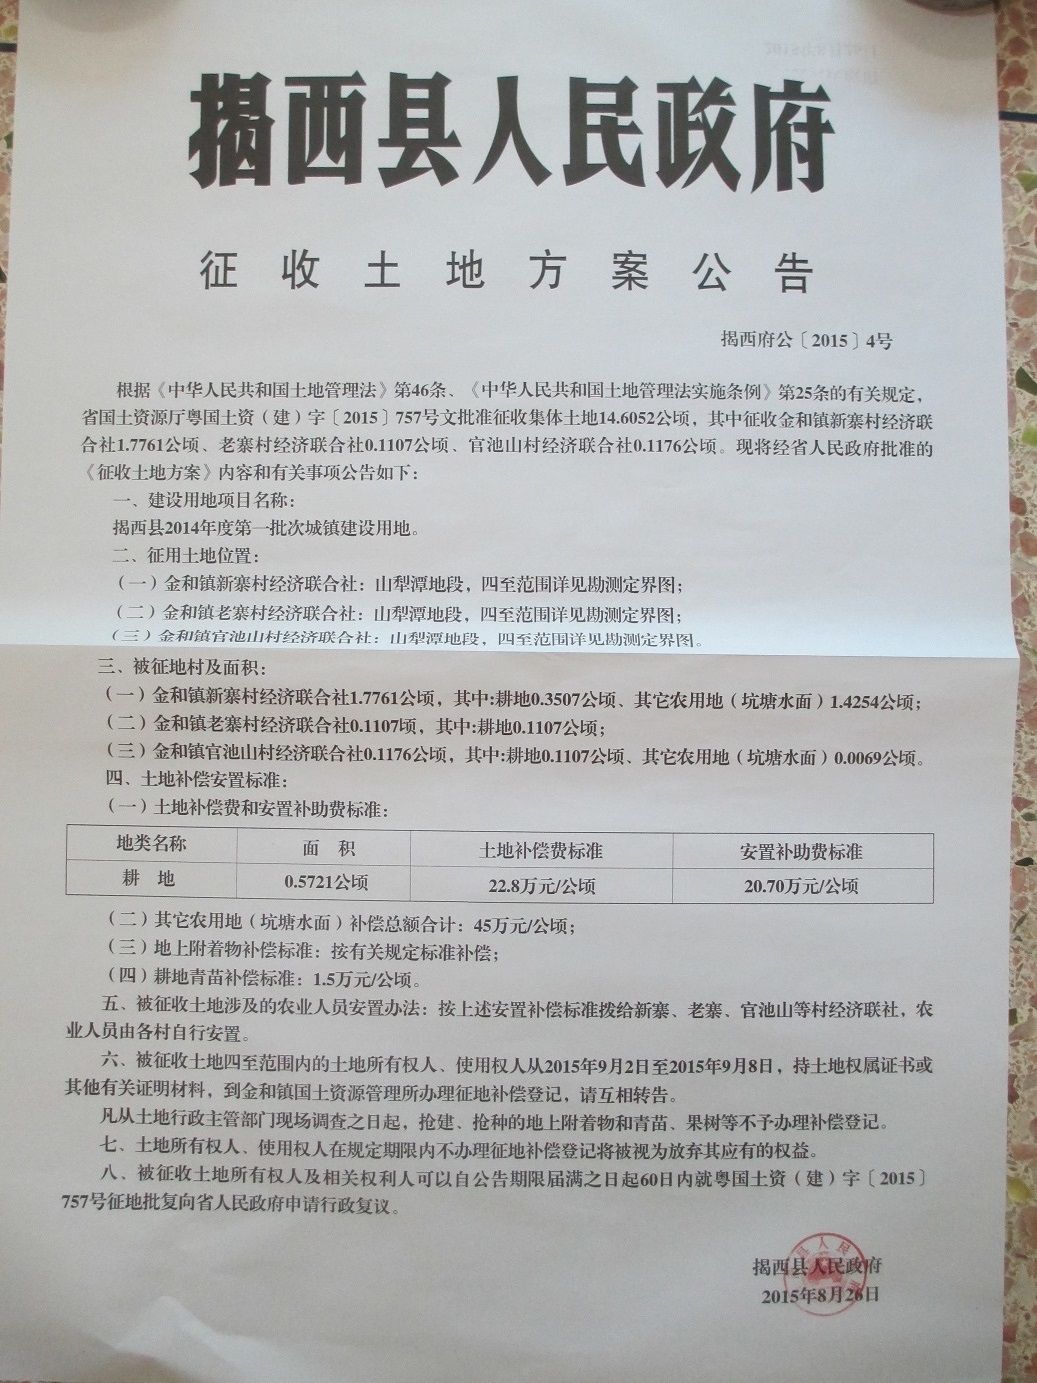 揭西县人民政府
征收土地方案公告
揭西府公〔2015〕4号
根据《中华人民共和国土地管理法》第46条、《中华人民共和国土地管理法实施条例》第25条的有关规定，
省国土资源厅粤国土资（建）字〔2015〕757号文批准征收集体土地14.6052公顷，其中征收金和镇新寨村经济联
合社1.7761公顷、老寨村经济联合社0.1107公顷、官池山村经济联合社0.1176公顷。现将经省人民政府批准的
《征收土地方案》内容和有关事项公告如下：
一、建设用地项目名称：
揭西县2014年度第一批次城镇建设用地。
二、征用土地位置：
（一）金和镇新寨村经济联合社：山犁潭地段，四至范围详见勘测定界图；
（二）金和镇老寨村经济联合社：山犁潭地段，四至范围详见勘测定界图；
（三）金和镇官池山村经济联合社：山犁潭地段，四至范围详见勘测定界图。
三、被征地村及面积：
（一）金和镇新寨村经济联合社1.7761公顷，其中:耕地0.3507公顷、其它农用地（坑塘水面）1.4254公顷；
（二）金和镇老寨村经济联合社0.1107顷，其中:耕地0.1107公顷；
（三）金和镇官池山村经济联合社0.1176公顷，其中:耕地0.1107公顷、其它农用地（坑塘水面）0.0069公顷。
四、土地补偿安置标准：
（一）土地补偿费和安置补助费标准：
地类名称 面 积 土地补偿费标准 安置补助费标准
耕 地 0.5721公顷 22.8万元/公顷 20.70万元/公顷
（二）其它农用地（坑塘水面）补偿总额合计：45万元/公顷；
（三）地上附着物补偿标准：按有关规定标准补偿；
（四）耕地青苗补偿标准：1.5万元/公顷。
五、被征收土地涉及的农业人员安置办法：按上述安置补偿标准拨给新寨、老寨、官池山等村经济联社，农
业人员由各村自行安置。
六、被征收土地四至范围内的土地所有权人、使用权人从2015年9月2日至2015年9月8日，持土地权属证书或
其他有关证明材料，到金和镇国土资源管理所办理征地补偿登记，请互相转告。
凡从土地行政主管部门现场调查之日起，抢建、抢种的地上附着物和青苗、果树等不予办理补偿登记。
七、土地所有权人、使用权人在规定期限内不办理征地补偿登记将被视为放弃其应有的权益。
八、被征收土地所有权人及相关权利人可以自公告期限届满之日起60日内就粤国土资（建）字〔2015〕
757号征地批复向省人民政府申请行政复议。
揭西县人民政府
2015年8月26日